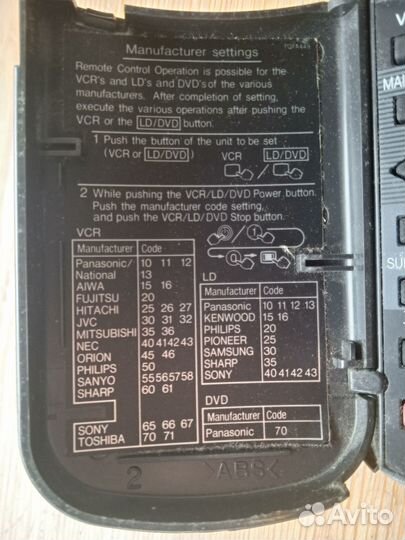 Manufacturer settings
Remote Control Operation is possible for the
VCR's and LD's and DVD's of the various
manufacturers. After completion of setting,
execute the various operations after pushing the
VCR or the LD/DVD button.
1 Push the button of the unit to be set
(VCR or LD/DVD)
VCR LD/DVD
2 While pushing the VCR/LD/DVD Power button.
Push the manufacturer code setting,
and push the VCR/LD/DVD Stop button.
VCR
Manufacturer Code
Panasonic/ 10 11 12
National 13
AIWA 15 16
FUJITSU 20
HITACHI 25 26 27
JVC 30 31 32
MITSUBISHI 35 36
NEC 40 41 42 43
ORION 45 46
PHILIPS 50
SANYO 55 56 57 58
SHARP 60 61
SONY 65 66 67
TOSHIBA 70 71
LD
Manufacturer Code
Panasonic 10 11 12 13
KENWOOD 15 16
PHILIPS 20
PIONEER 25
SAMSUNG 30
SHARP 35
SONY 40 41 42 43
DVD
Manufacturer Code
Panasonic 70
2 >ABS<
Avito